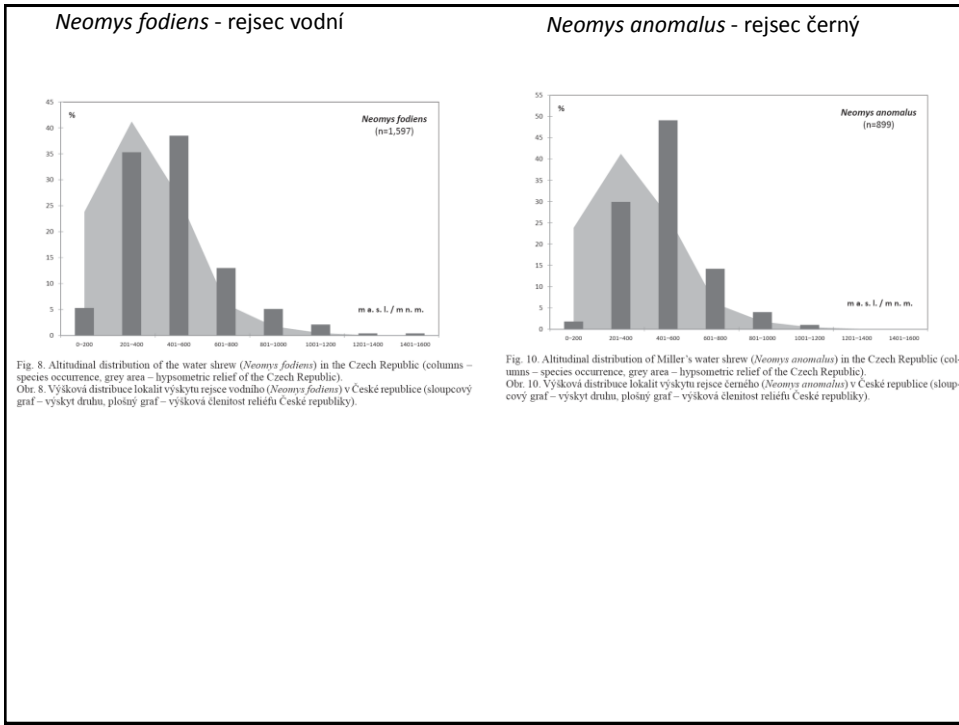 Neomys fodiens - rejsec vodní
45
40
35
30
25
20
15
10
5
0
%
Neomys fodiens
(n=1,597)
m a. s. l. / m n. m.
0–200 201–400 401–600 601–800 801–1000 1001–1200 1201–1400 1401–1600
Fig. 8. Altitudinal distribution of the water shrew (Neomys fodiens) in the Czech Republic (columns –
species occurrence, grey area – hypsometric relief of the Czech Republic).
Obr. 8. Výšková distribuce lokalit výskytu rejsce vodního (Neomys fodiens) v České republice (sloupcový
graf – výskyt druhu, plošný graf – výšková členitost reliéfu České republiky).
Neomys anomalus - rejsec černý
55
50
45
40
35
30
25
20
15
10
5
0
%
Neomys anomalus
(n=899)
m a. s. l. / m n. m.
0–200 201–400 401–600 601–800 801–1000 1001–1200 1201–1400 1401–1600
Fig. 10. Altitudinal distribution of Miller's water shrew (Neomys anomalus) in the Czech Republic (col-
umns – species occurrence, grey area – hypsometric relief of the Czech Republic).
Obr. 10. Výšková distribuce lokalit výskytu rejsce černého (Neomys anomalus) v České republice (sloup-
cový graf – výskyt druhu, plošný graf – výšková členitost reliéfu České republiky).